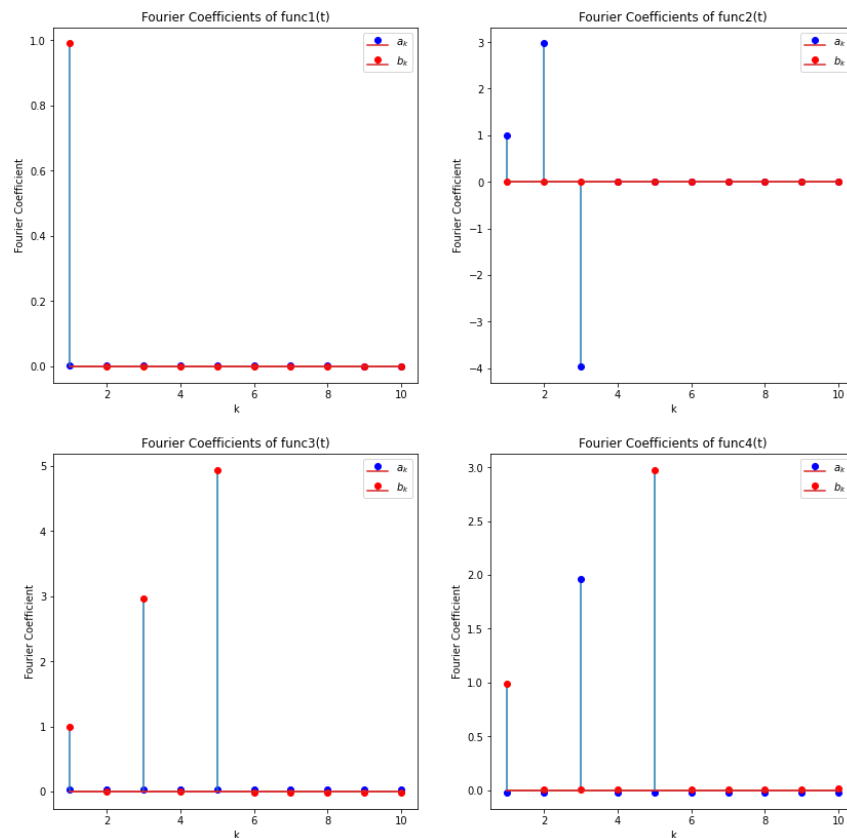 Fourier Coefficients of func1(t)
1.0
0.8
0.6
0.4
0.2
0.0
Fourier Coefficient
2 4 6 8 10
k
a_k
b_k
Fourier Coefficients of func2(t)
3
2
1
0
−1
−2
−3
−4
Fourier Coefficient
2 4 6 8 10
k
a_k
b_k
Fourier Coefficients of func3(t)
5
4
3
2
1
0
Fourier Coefficient
2 4 6 8 10
k
a_k
b_k
Fourier Coefficients of func4(t)
3.0
2.5
2.0
1.5
1.0
0.5
0.0
Fourier Coefficient
2 4 6 8 10
k
a_k
b_k